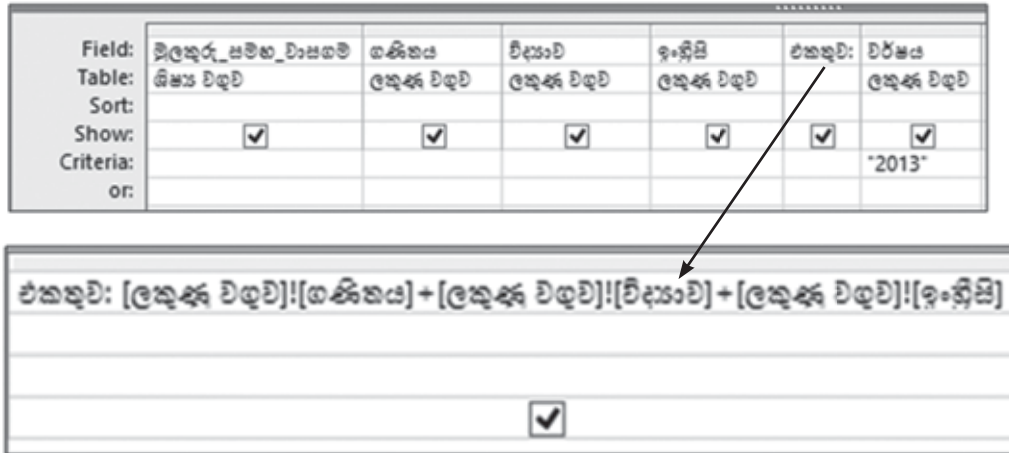 Field: මූලකුරු_සමඟ_වාසගම ගණිතය විද්‍යාව ඉංග්‍රීසි එකතුව: වර්ෂය
Table: ශිෂ්‍ය වගුව ලකුණු වගුව ලකුණු වගුව ලකුණු වගුව ලකුණු වගුව
Sort:
Show:
Criteria: "2013"
or:
එකතුව: [ලකුණු වගුව]![ගණිතය]+[ලකුණු වගුව]![විද්‍යාව]+[ලකුණු වගුව]![ඉංග්‍රීසි]